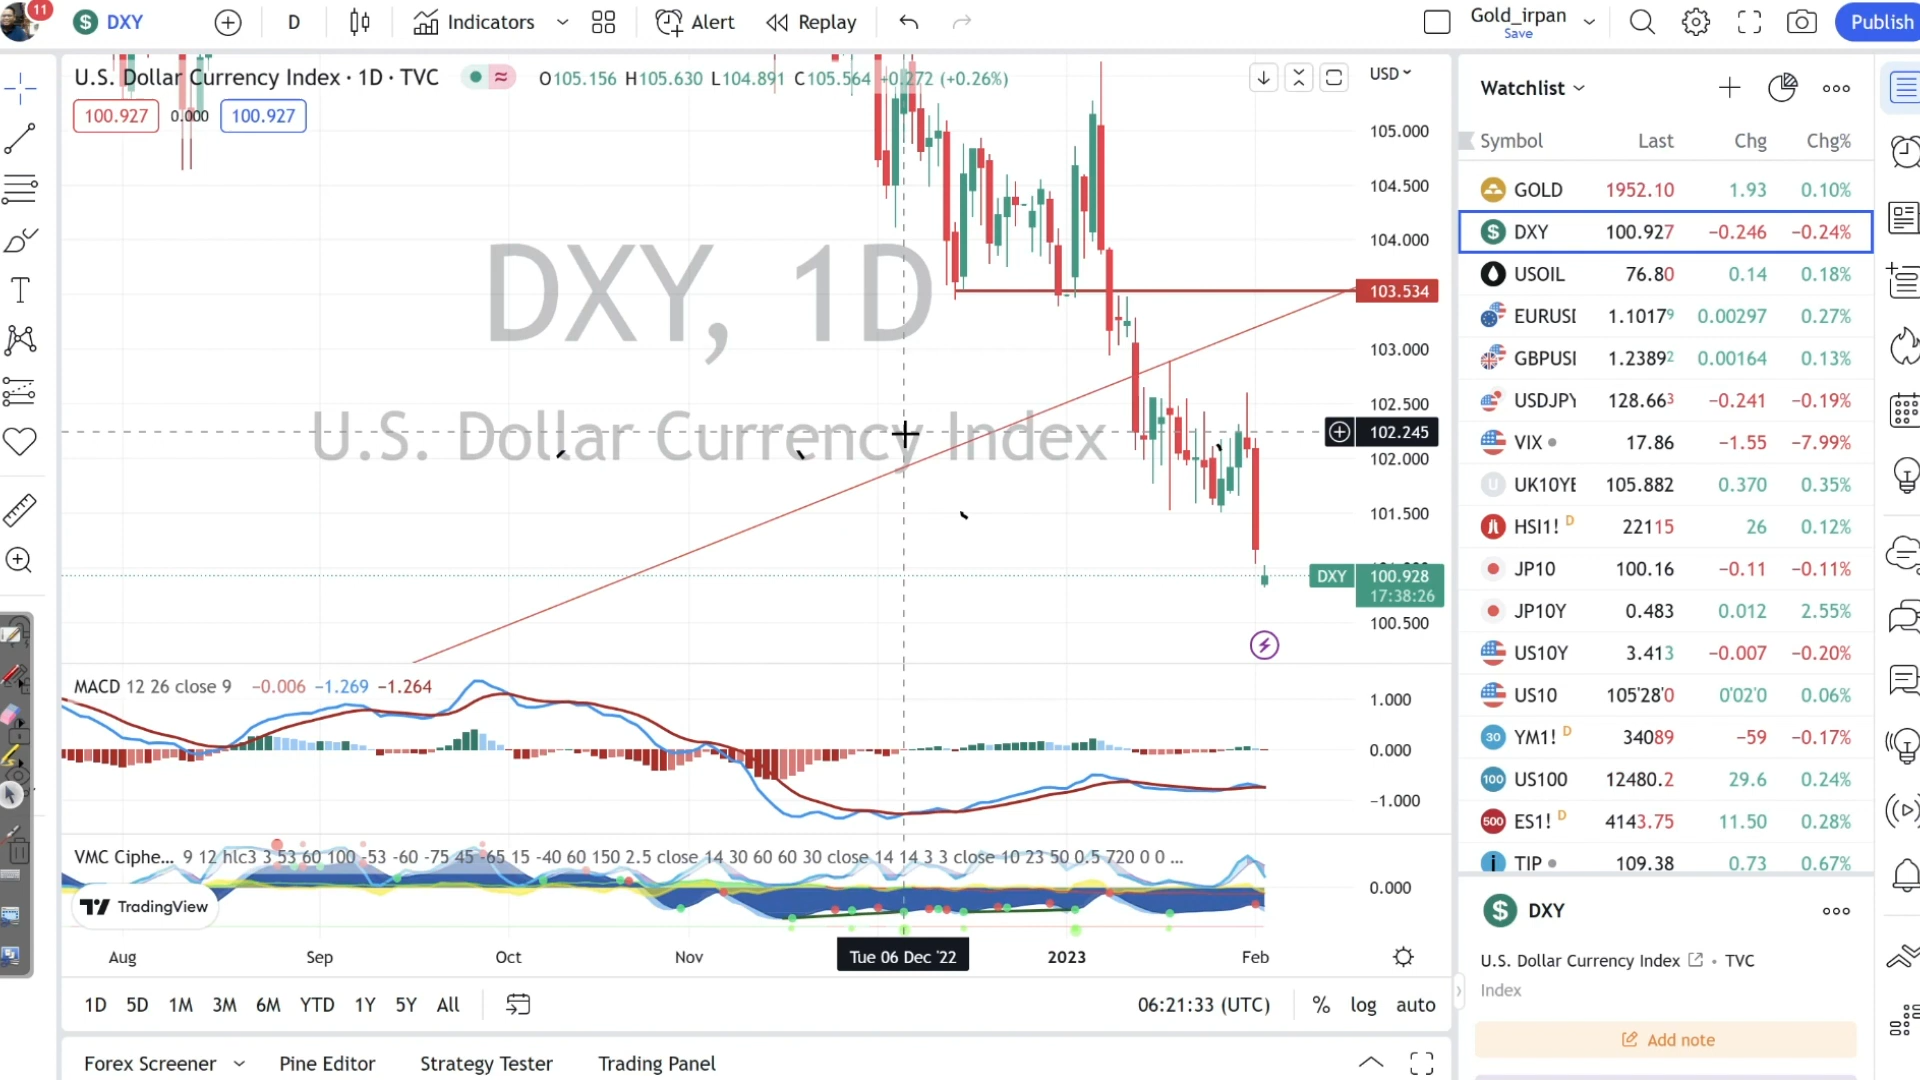 11
$ DXY
D
Indicators
Alert
Replay
Gold_irpan
Save
Publish
U.S. Dollar Currency Index · 1D · TVC
O105.156 H105.630 L104.891 C105.564 +0.272 (+0.26%)
USD
100.927 0.000 100.927
DXY, 1D
U.S. Dollar Currency Index
105.000
104.500
104.000
103.534
103.000
102.500
102.245
102.000
101.500
DXY 100.928
17:38:26
100.500
MACD 12 26 close 9 −0.006 −1.269 −1.264
1.000
0.000
−1.000
VMC Ciphe... 9 12 hlc3 3 53 60 100 -53 -60 -75 45 -65 15 -40 60 150 2.5 close 14 30 60 60 30 close 14 14 3 3 close 10 23 50 0.5 720 0 0 ...
0.000
TradingView
Aug Sep Oct Nov Tue 06 Dec '22 2023 Feb
1D 5D 1M 3M 6M YTD 1Y 5Y All
06:21:33 (UTC) % log auto
Forex Screener Pine Editor Strategy Tester Trading Panel
Watchlist
Symbol Last Chg Chg%
GOLD 1952.10 1.93 0.10%
$ DXY 100.927 −0.246 −0.24%
USOIL 76.80 0.14 0.18%
EURUSI 1.10179 0.00297 0.27%
GBPUSI 1.23892 0.00164 0.13%
USDJPY 128.663 −0.241 −0.19%
VIX 17.86 −1.55 −7.99%
U UK10YE 105.882 0.370 0.35%
HSI1! D 22115 26 0.12%
JP10 100.16 −0.11 −0.11%
JP10Y 0.483 0.012 2.55%
US10Y 3.413 −0.007 −0.20%
US10 105'28'0 0'02'0 0.06%
30 YM1! D 34089 −59 −0.17%
100 US100 12480.2 29.6 0.24%
500 ES1! D 4143.75 11.50 0.28%
i TIP 109.38 0.73 0.67%
$ DXY
U.S. Dollar Currency Index • TVC
Index
Add note